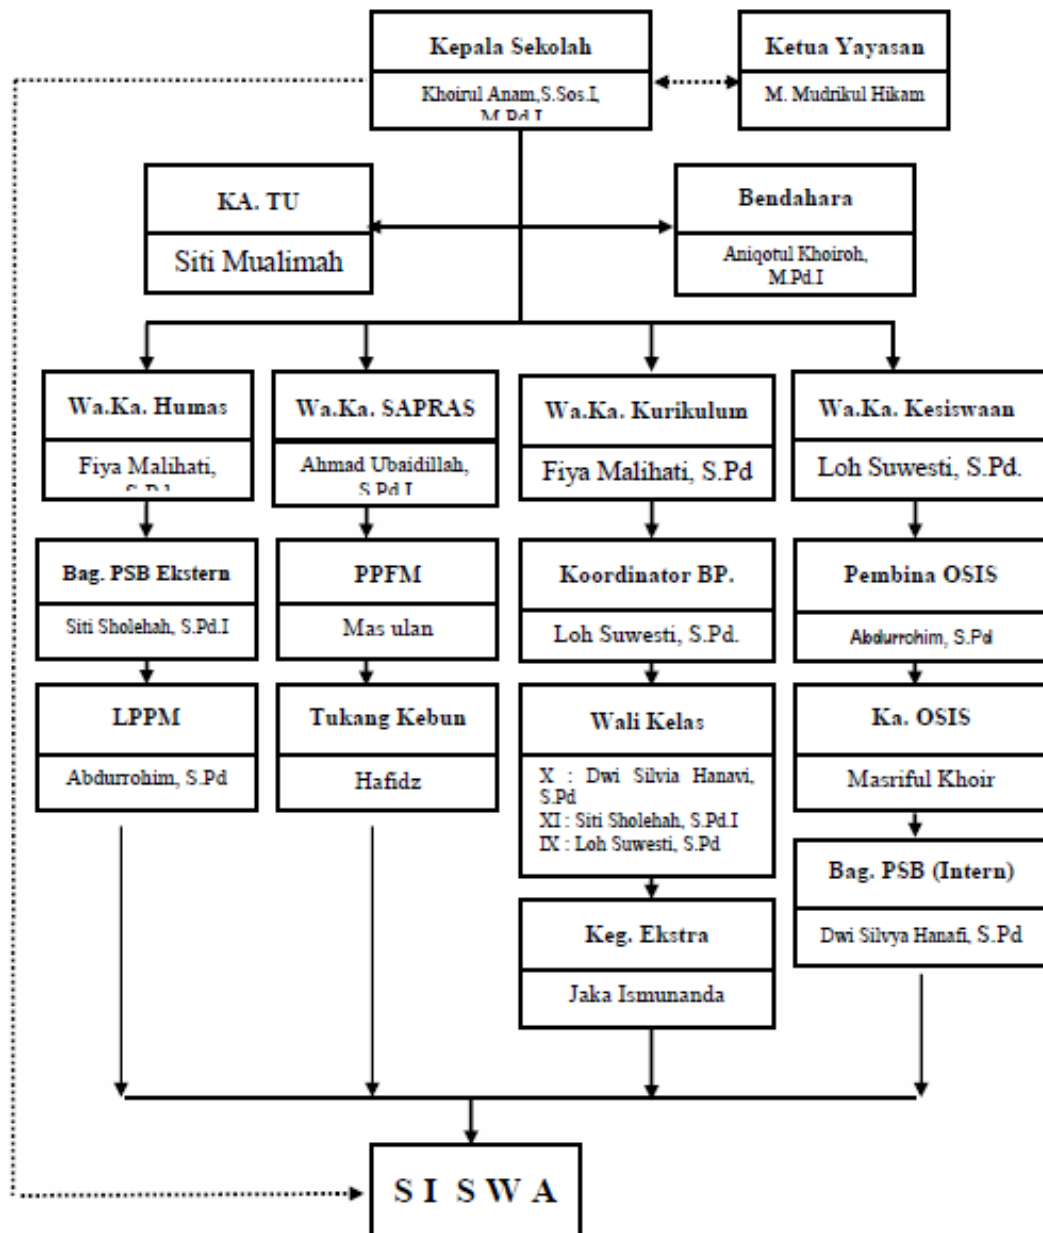 Kepala Sekolah
Khoirul Anam,S.Sos.I,
M.Pd.I
Ketua Yayasan
M. Mudrikul Hikam
KA. TU
Siti Mualimah
Bendahara
Aniqotul Khoiroh,
M.Pd.I
Wa.Ka. Humas
Fiya Malihati,
Wa.Ka. SAPRAS
Ahmad Ubaidillah,
S.Pd.I
Wa.Ka. Kurikulum
Fiya Malihati, S.Pd
Wa.Ka. Kesiswaan
Loh Suwesti, S.Pd.
Bag. PSB Ekstern
Siti Sholehah, S.Pd.I
PPFM
Mas ulan
Koordinator BP.
Loh Suwesti, S.Pd.
Pembina OSIS
Abdurrohim, S.Pd
LPPM
Abdurrohim, S.Pd
Tukang Kebun
Hafidz
Wali Kelas
X : Dwi Silvia Hanavi,
S.Pd
XI : Siti Sholehah, S.Pd.I
IX : Loh Suwesti, S.Pd
Ka. OSIS
Masriful Khoir
Bag. PSB (Intern)
Dwi Silvya Hanafi, S.Pd
Keg. Ekstra
Jaka Ismunanda
S I S W A